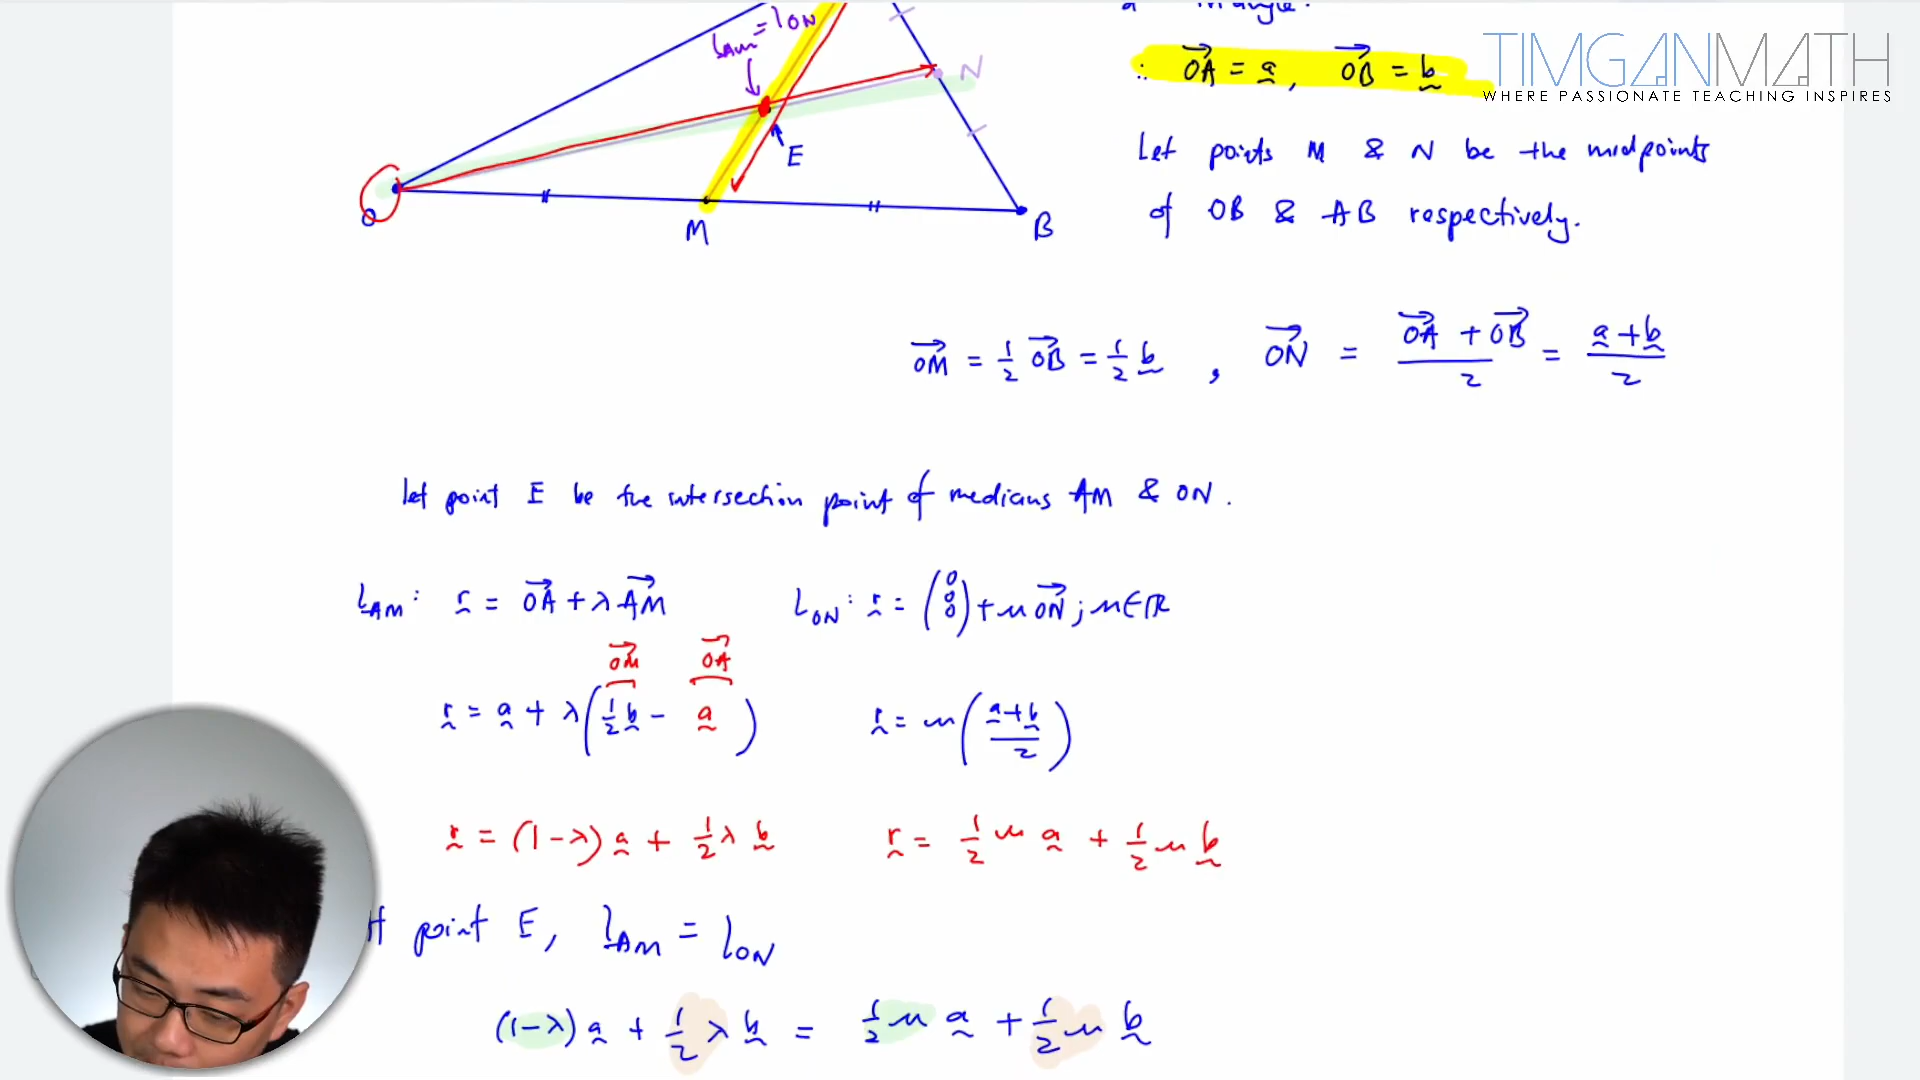 a triangle.
l_AM = l_ON
∴ →OA = a, →OB = b
TIMGANMATH
WHERE PASSIONATE TEACHING INSPIRES
N
E
O
M
B
Let points M & N be the midpoints
of OB & AB respectively.
→OM = 1/2 →OB = 1/2 b , →ON = (→OA + →OB)/2 = (a + b)/2
Let point E be the intersection point of medians AM & ON.
l_AM : r = →OA + λ →AM
l_ON : r = (0 0 0) + μ →ON ; μ ∈ ℝ
→OM →OA
r = a + λ(1/2 b - a)
r = μ((a+b)/2)
r = (1-λ) a + 1/2 λ b
r = 1/2 μ a + 1/2 μ b
point E, l_AM = l_ON
(1-λ) a + 1/2 λ b = 1/2 μ a + 1/2 μ b